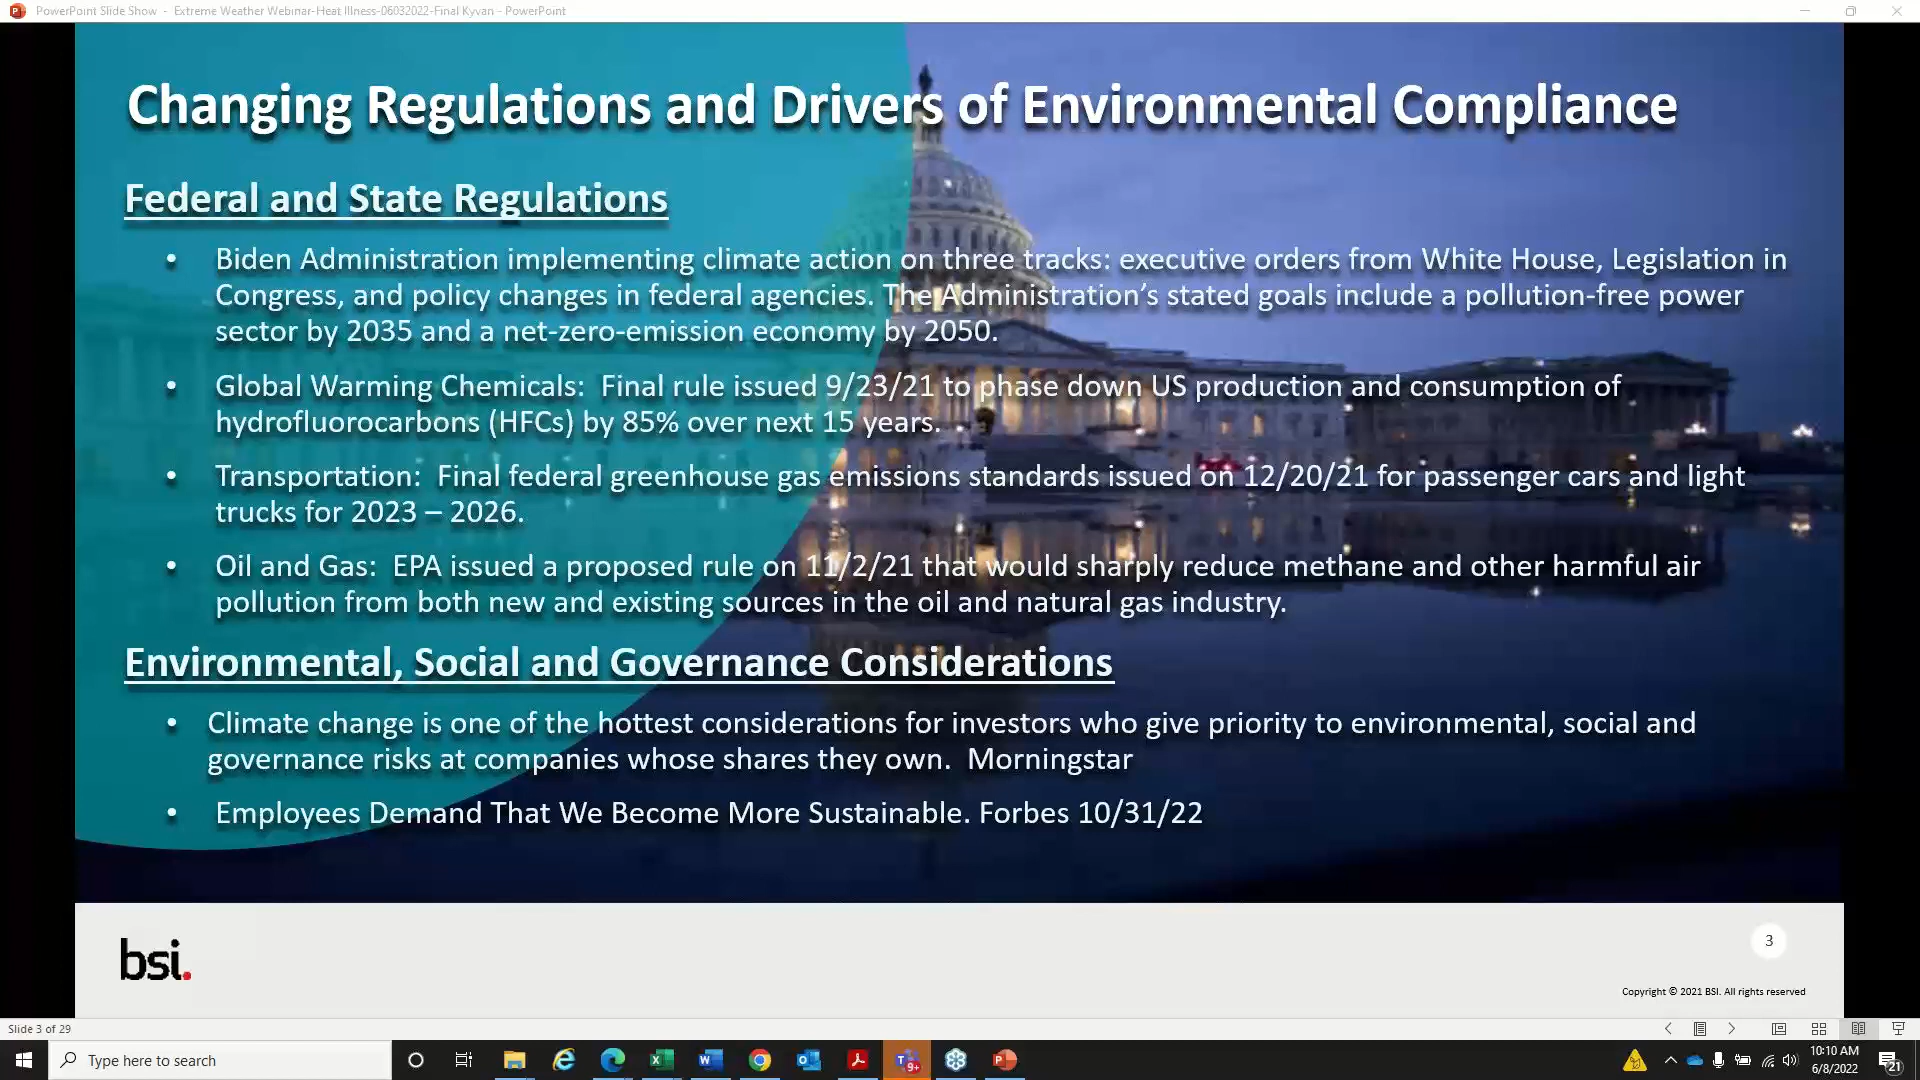 PowerPoint Slide Show - Extreme Weather Webinar-Heat Illness-06032022-Final Kyvan - PowerPoint
Changing Regulations and Drivers of Environmental Compliance
Federal and State Regulations
• Biden Administration implementing climate action on three tracks: executive orders from White House, Legislation in
Congress, and policy changes in federal agencies. The Administration’s stated goals include a pollution-free power
sector by 2035 and a net-zero-emission economy by 2050.
• Global Warming Chemicals: Final rule issued 9/23/21 to phase down US production and consumption of
hydrofluorocarbons (HFCs) by 85% over next 15 years.
• Transportation: Final federal greenhouse gas emissions standards issued on 12/20/21 for passenger cars and light
trucks for 2023 – 2026.
• Oil and Gas: EPA issued a proposed rule on 11/2/21 that would sharply reduce methane and other harmful air
pollution from both new and existing sources in the oil and natural gas industry.
Environmental, Social and Governance Considerations
• Climate change is one of the hottest considerations for investors who give priority to environmental, social and
governance risks at companies whose shares they own. Morningstar
• Employees Demand That We Become More Sustainable. Forbes 10/31/22
bsi.
3
Copyright © 2021 BSI. All rights reserved
Slide 3 of 29
Type here to search
9+
10:10 AM
6/8/2022
21